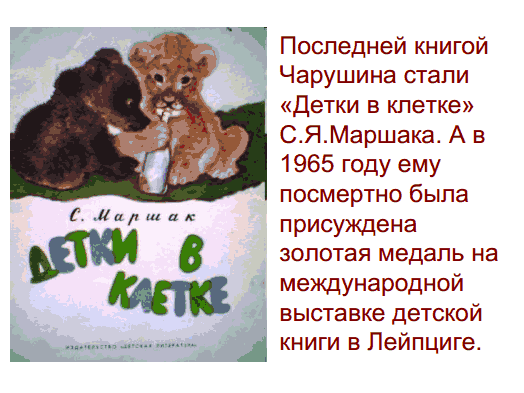 Последней книгой
Чарушина стали
«Детки в клетке»
С.Я.Маршака. А в
1965 году ему
посмертно была
присуждена
золотая медаль на
международной
выставке детской
книги в Лейпциге.
С. Маршак
ДЕТКИ В
КЛЕТКЕ
ИЗДАТЕЛЬСТВО «ДЕТСКАЯ ЛИТЕРАТУРА»